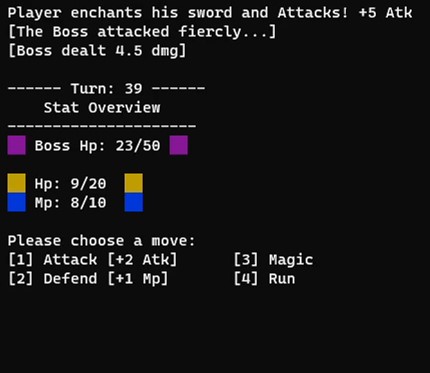 Player enchants his sword and Attacks! +5 Atk
[The Boss attacked fiercly...]
[Boss dealt 4.5 dmg]
------ Turn: 39 ------
Stat Overview
---------------------
Boss Hp: 23/50
Hp: 9/20
Mp: 8/10
Please choose a move:
[1] Attack [+2 Atk] [3] Magic
[2] Defend [+1 Mp] [4] Run